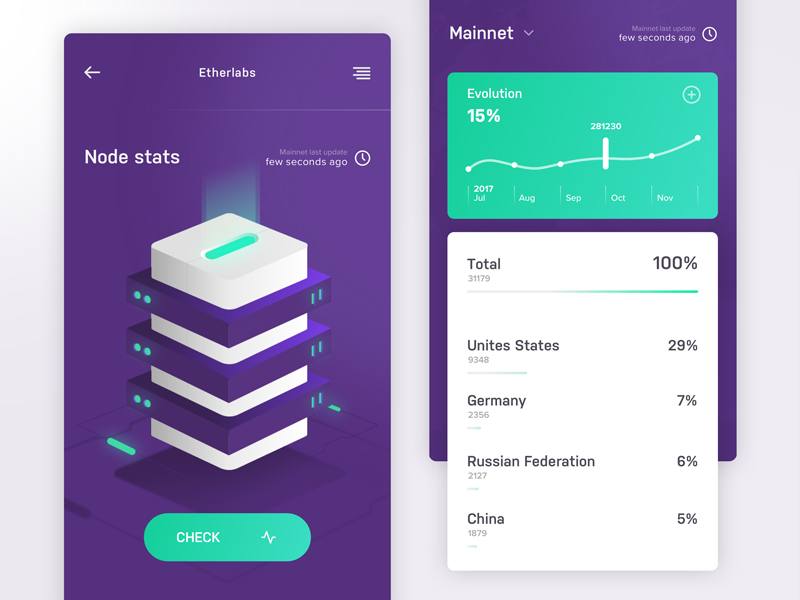 Etherlabs
Node stats
Mainnet last update
few seconds ago
CHECK
Mainnet
Mainnet last update
few seconds ago
Evolution
15%
281230
2017
Jul Aug Sep Oct Nov
Total 100%
31179
Unites States 29%
9348
Germany 7%
2356
Russian Federation 6%
2127
China 5%
1879